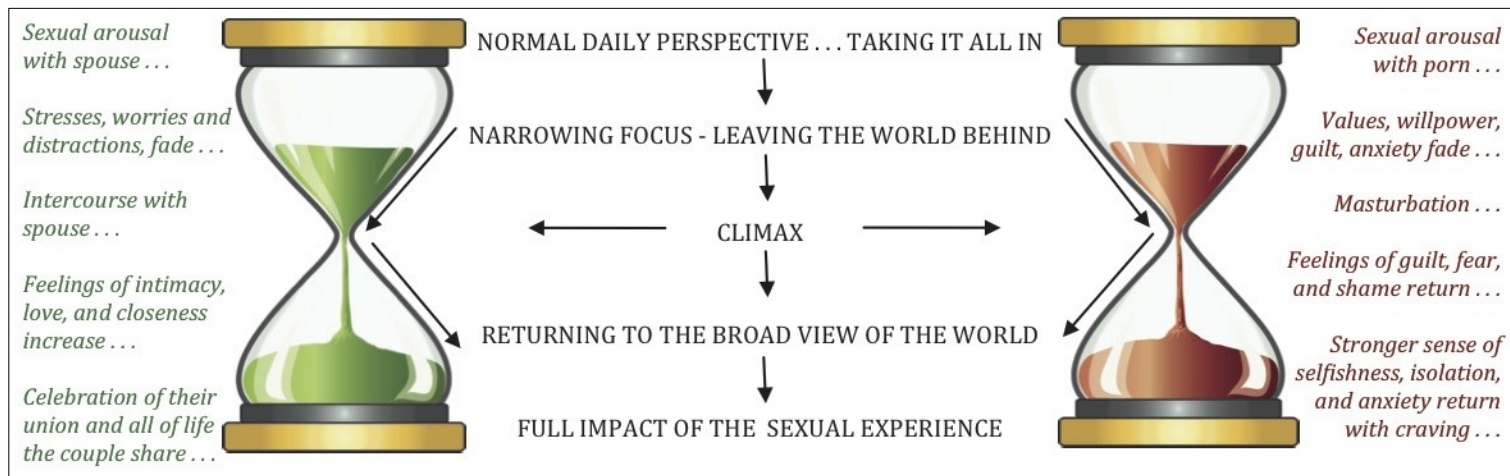 Sexual arousal
with spouse . . .
Stresses, worries and
distractions, fade . . .
Intercourse with
spouse . . .
Feelings of intimacy,
love, and closeness
increase . . .
Celebration of their
union and all of life
the couple share . . .
NORMAL DAILY PERSPECTIVE . . . TAKING IT ALL IN
NARROWING FOCUS - LEAVING THE WORLD BEHIND
CLIMAX
RETURNING TO THE BROAD VIEW OF THE WORLD
FULL IMPACT OF THE SEXUAL EXPERIENCE
Sexual arousal
with porn . . .
Values, willpower,
guilt, anxiety fade . . .
Masturbation . . .
Feelings of guilt, fear,
and shame return . . .
Stronger sense of
selfishness, isolation,
and anxiety return
with craving . . .